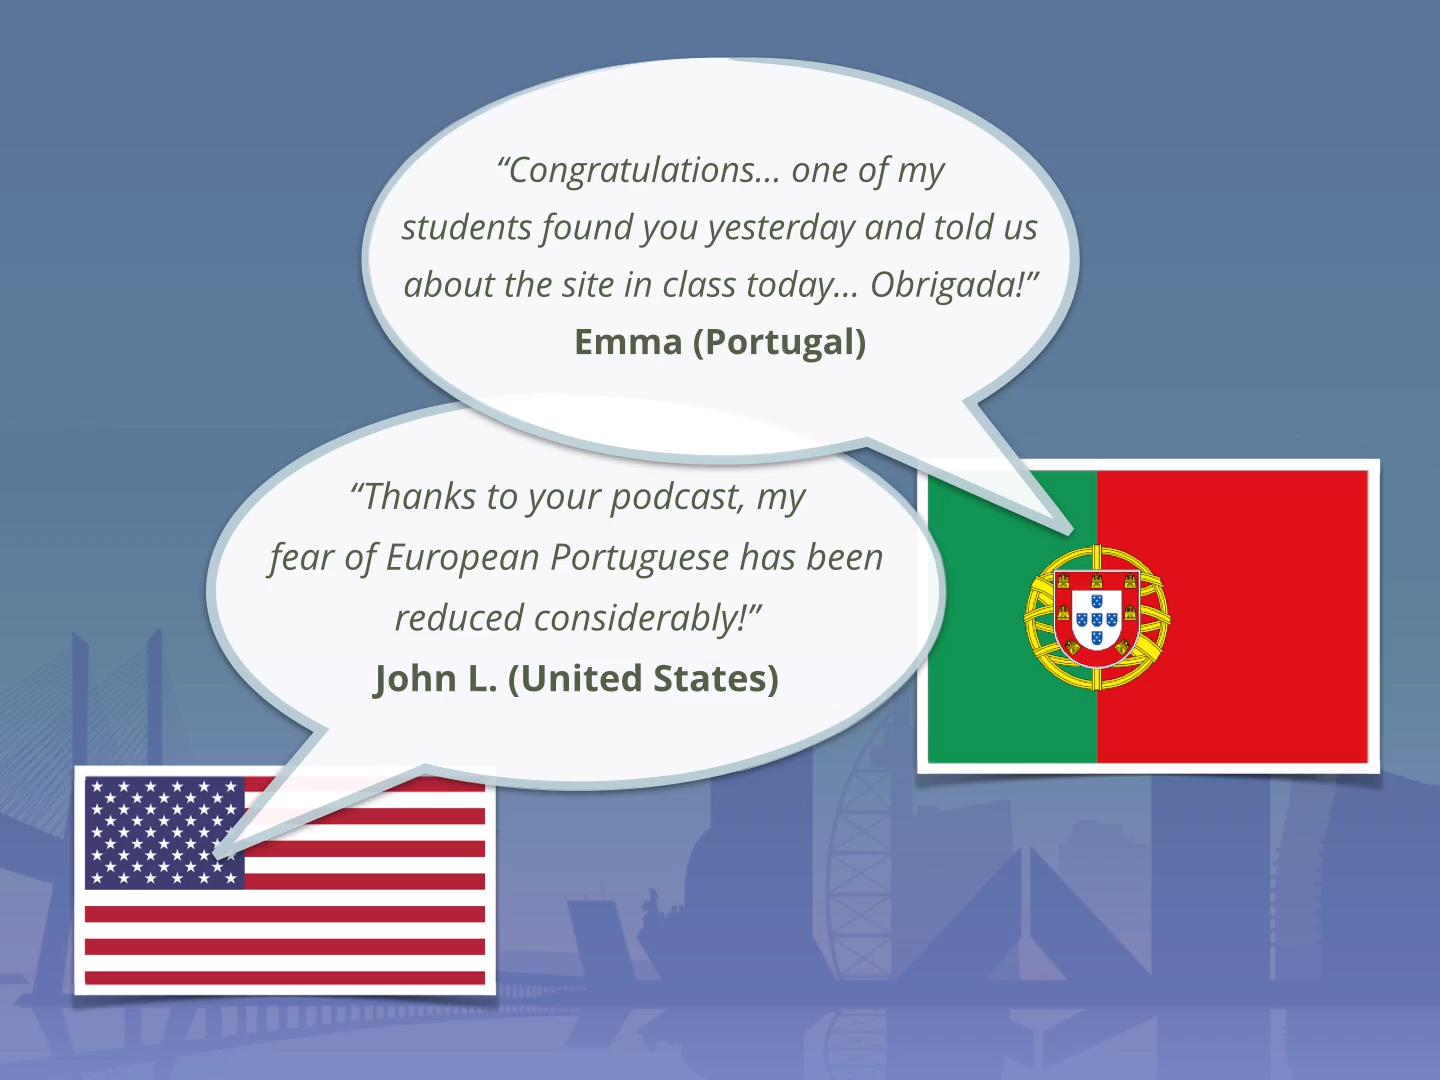 “Congratulations... one of my
students found you yesterday and told us
about the site in class today... Obrigada!”
Emma (Portugal)
“Thanks to your podcast, my
fear of European Portuguese has been
reduced considerably!”
John L. (United States)